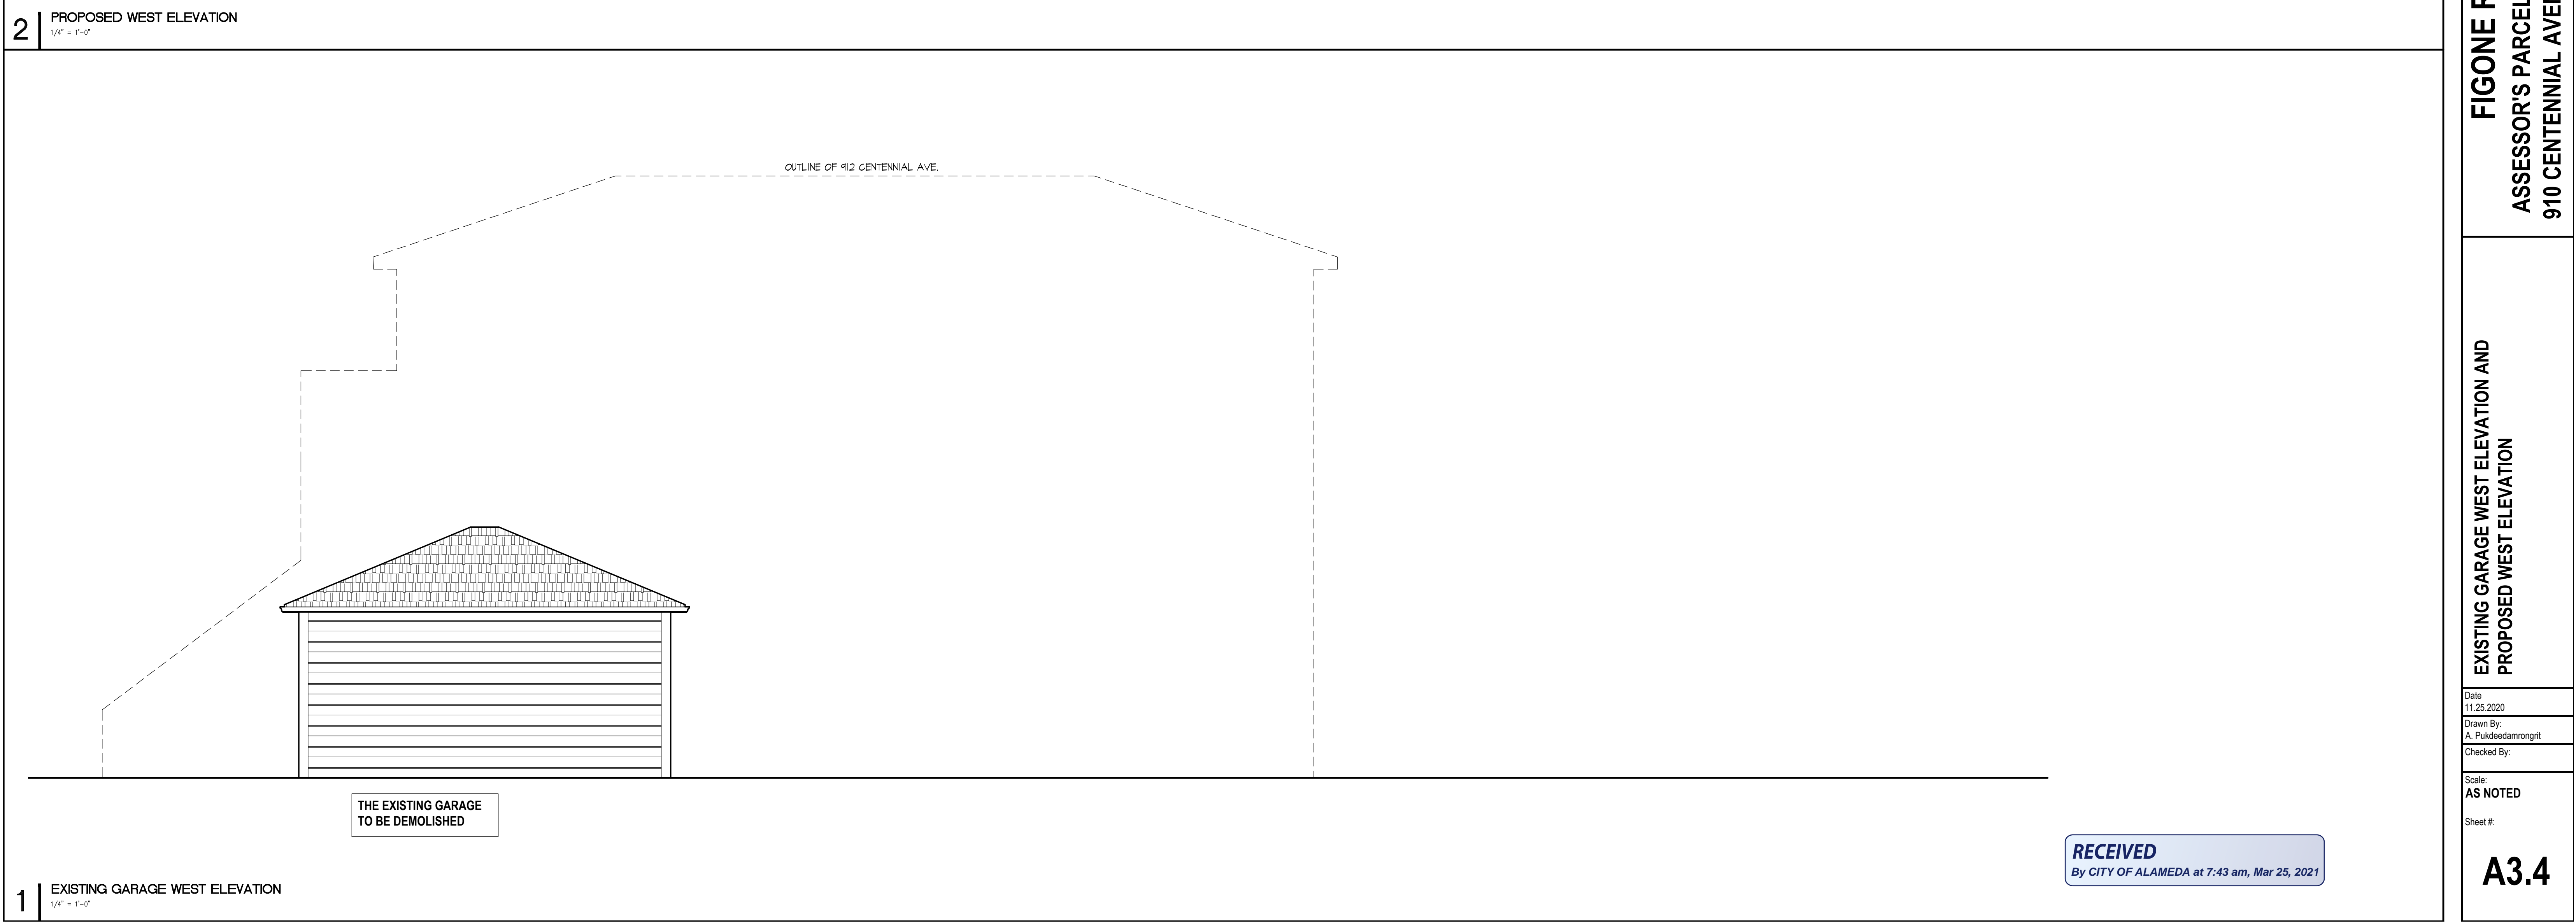 2
PROPOSED WEST ELEVATION
1/4" = 1'-0"
OUTLINE OF 912 CENTENNIAL AVE.
THE EXISTING GARAGE
TO BE DEMOLISHED
RECEIVED
By CITY OF ALAMEDA at 7:43 am, Mar 25, 2021
1
EXISTING GARAGE WEST ELEVATION
1/4" = 1'-0"
FIGONE
ASSESSOR'S PARCEL
910 CENTENNIAL
EXISTING GARAGE WEST ELEVATION AND
PROPOSED WEST ELEVATION
Date
11.25.2020
Drawn By:
A. Pukdeedamrongrit
Checked By:
Scale:
AS NOTED
Sheet #:
A3.4